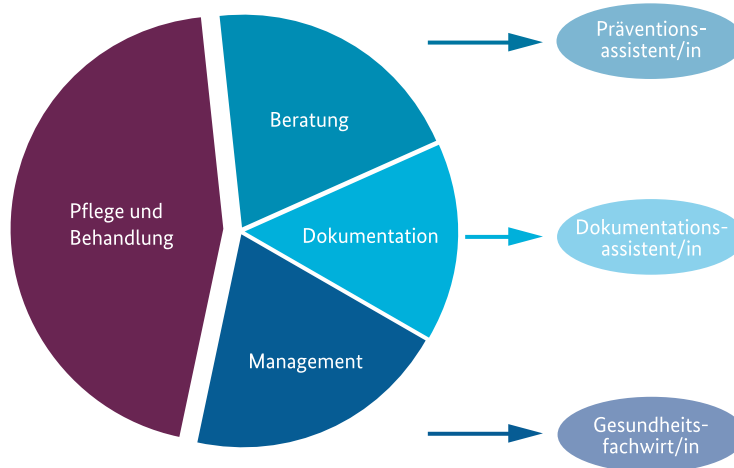 Präventions-
assistent/in
Beratung
Pflege und
Behandlung
Dokumentation
Dokumentations-
assistent/in
Management
Gesundheits-
fachwirt/in